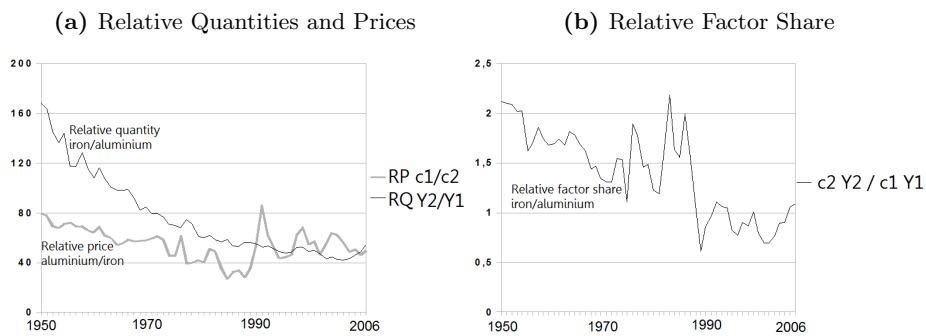 (a) Relative Quantities and Prices
200
160
120
80
40
0
Relative quantity
iron/aluminium
Relative price
aluminium/iron
1950
1970
1990
2006
RP c1/c2
RQ Y2/Y1
(b) Relative Factor Share
2,5
2
1,5
1
0,5
0
Relative factor share
iron/aluminium
1950
1970
1990
2006
c2 Y2 / c1 Y1